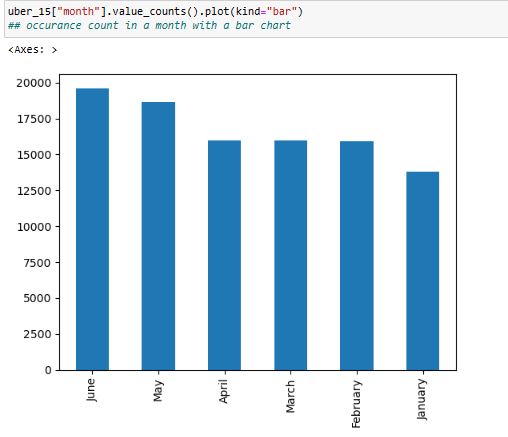 uber_15["month"].value_counts().plot(kind="bar")
## occurance count in a month with a bar chart
<Axes: >
20000
17500
15000
12500
10000
7500
5000
2500
0
June
May
April
March
February
January